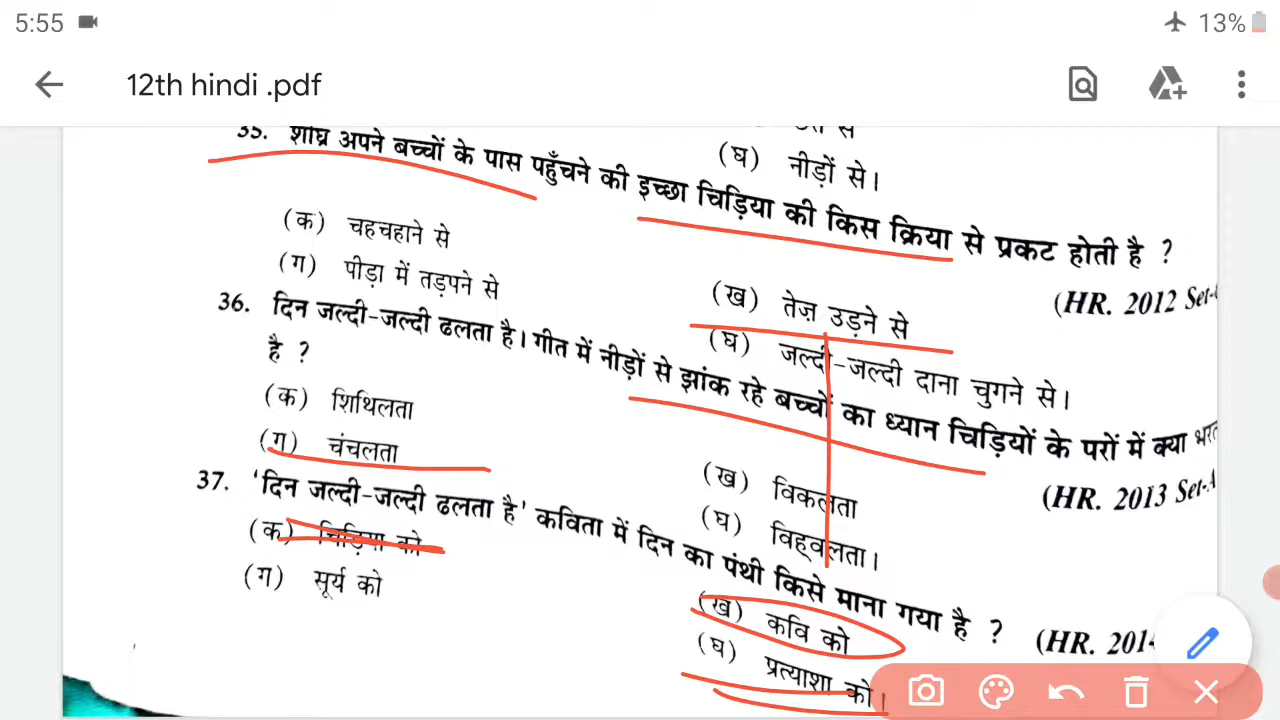 5:55
13%
12th hindi .pdf
(घ) नीड़ों से।
35. शीघ्र अपने बच्चों के पास पहुँचने की इच्छा चिड़िया की किस क्रिया से प्रकट होती है ?
(HR. 2012 Set-
(क) चहचहाने से
(ख) तेज़ उड़ने से
(ग) पीड़ा में तड़पने से
(घ) जल्दी-जल्दी दाना चुगने से।
36. दिन जल्दी-जल्दी ढलता है। गीत में नीड़ों से झांक रहे बच्चों का ध्यान चिड़ियों के परों में क्या भरता
है ?
(HR. 2013 Set-A
(क) शिथिलता
(ख) विकलता
(ग) चंचलता
(घ) विह्वलता।
37. 'दिन जल्दी-जल्दी ढलता है' कविता में दिन का पंथी किसे माना गया है ?
(HR. 2014
(क) चिड़िया को
(ख) कवि को
(ग) सूर्य को
(घ) प्रत्याशा को।